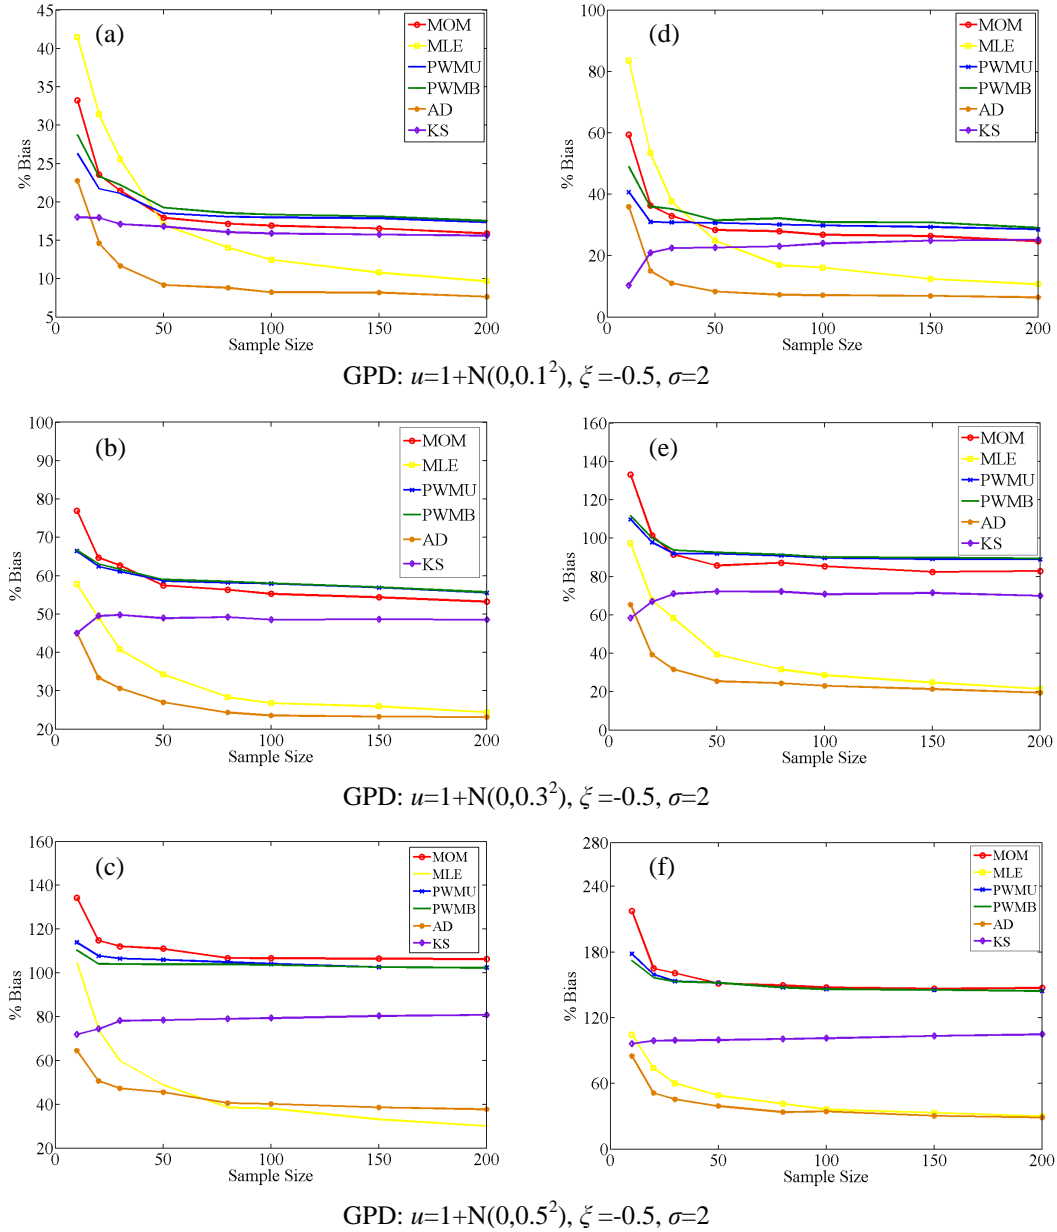 (a)
45
40
35
30
25
20
15
10
5
0
50
100
150
200
% Bias
Sample Size
MOM
MLE
PWMU
PWMB
AD
KS
(d)
100
80
60
40
20
0
0
50
100
150
200
% Bias
Sample Sze
MOM
MLE
PWMU
PWMB
AD
KS
GPD: u=1+N(0,0.1²), ξ =-0.5, σ=2
(b)
100
90
80
70
60
50
40
30
20
0
50
100
150
200
% Bias
Sample Size
MOM
MLE
PWMU
PWMB
AD
KS
(e)
160
140
120
100
80
60
40
20
0
0
50
100
150
200
% Bias
Sample Size
MOM
MLE
PWMU
PWMB
AD
KS
GPD: u=1+N(0,0.3²), ξ =-0.5, σ=2
(c)
160
140
120
100
80
60
40
20
0
50
100
150
200
% Bias
Sample Size
MOM
MLE
PWMU
PWMB
AD
KS
(f)
280
240
180
120
60
0
0
50
100
150
200
% Bias
Sample Size
MOM
MLE
PWMU
PWMB
AD
KS
GPD: u=1+N(0,0.5²), ξ =-0.5, σ=2